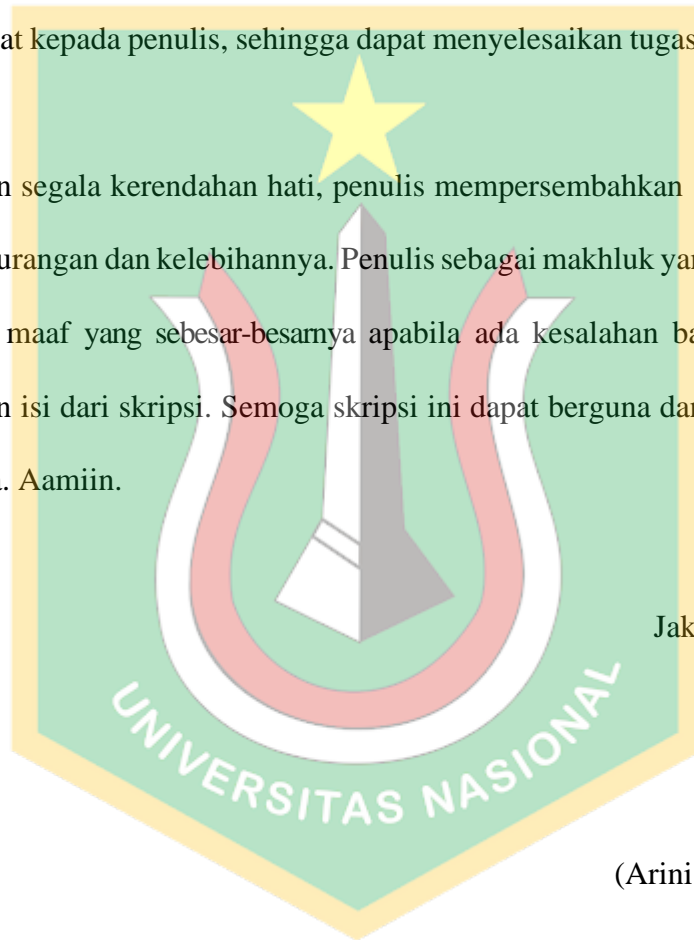 at kepada penulis, sehingga dapat menyelesaikan tugas
n segala kerendahan hati, penulis mempersembahkan
urangan dan kelebihannya. Penulis sebagai makhluk yan
maaf yang sebesar-besarnya apabila ada kesalahan ba
n isi dari skripsi. Semoga skripsi ini dapat berguna dan
a. Aamiin.
Jak
UNIVERSITAS NASIONAL
(Arini